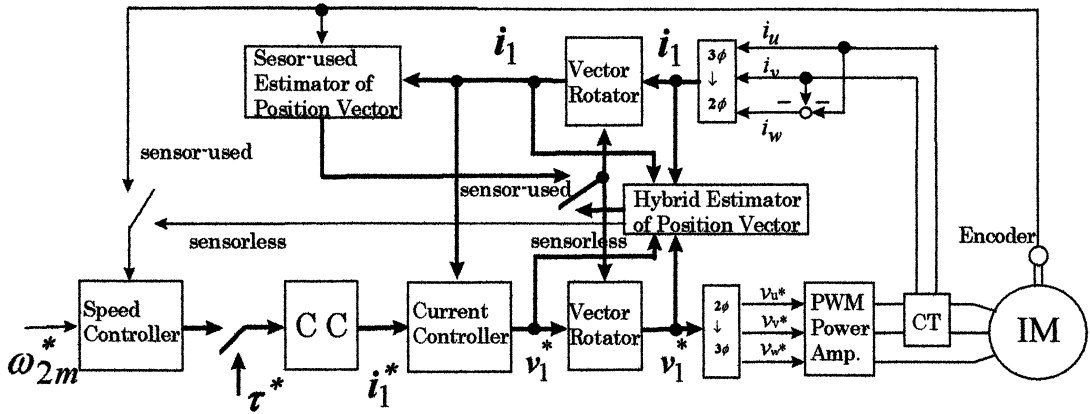 Sesor-used
Estimator of
Position Vector
i₁
Vector
Rotator
i₁
3ϕ
↓
2ϕ
iᵤ
iᵥ
i_w
− −
sensor-used
sensor-used
Hybrid Estimator
of Position Vector
sensorless
sensorless
Encoder
Speed
Controller
C C
Current
Controller
Vector
Rotator
2ϕ
↓
3ϕ
vu*
vv*
vw*
PWM
Power
Amp.
CT
IM
ω*2m
τ*
i₁*
v₁*
v₁*